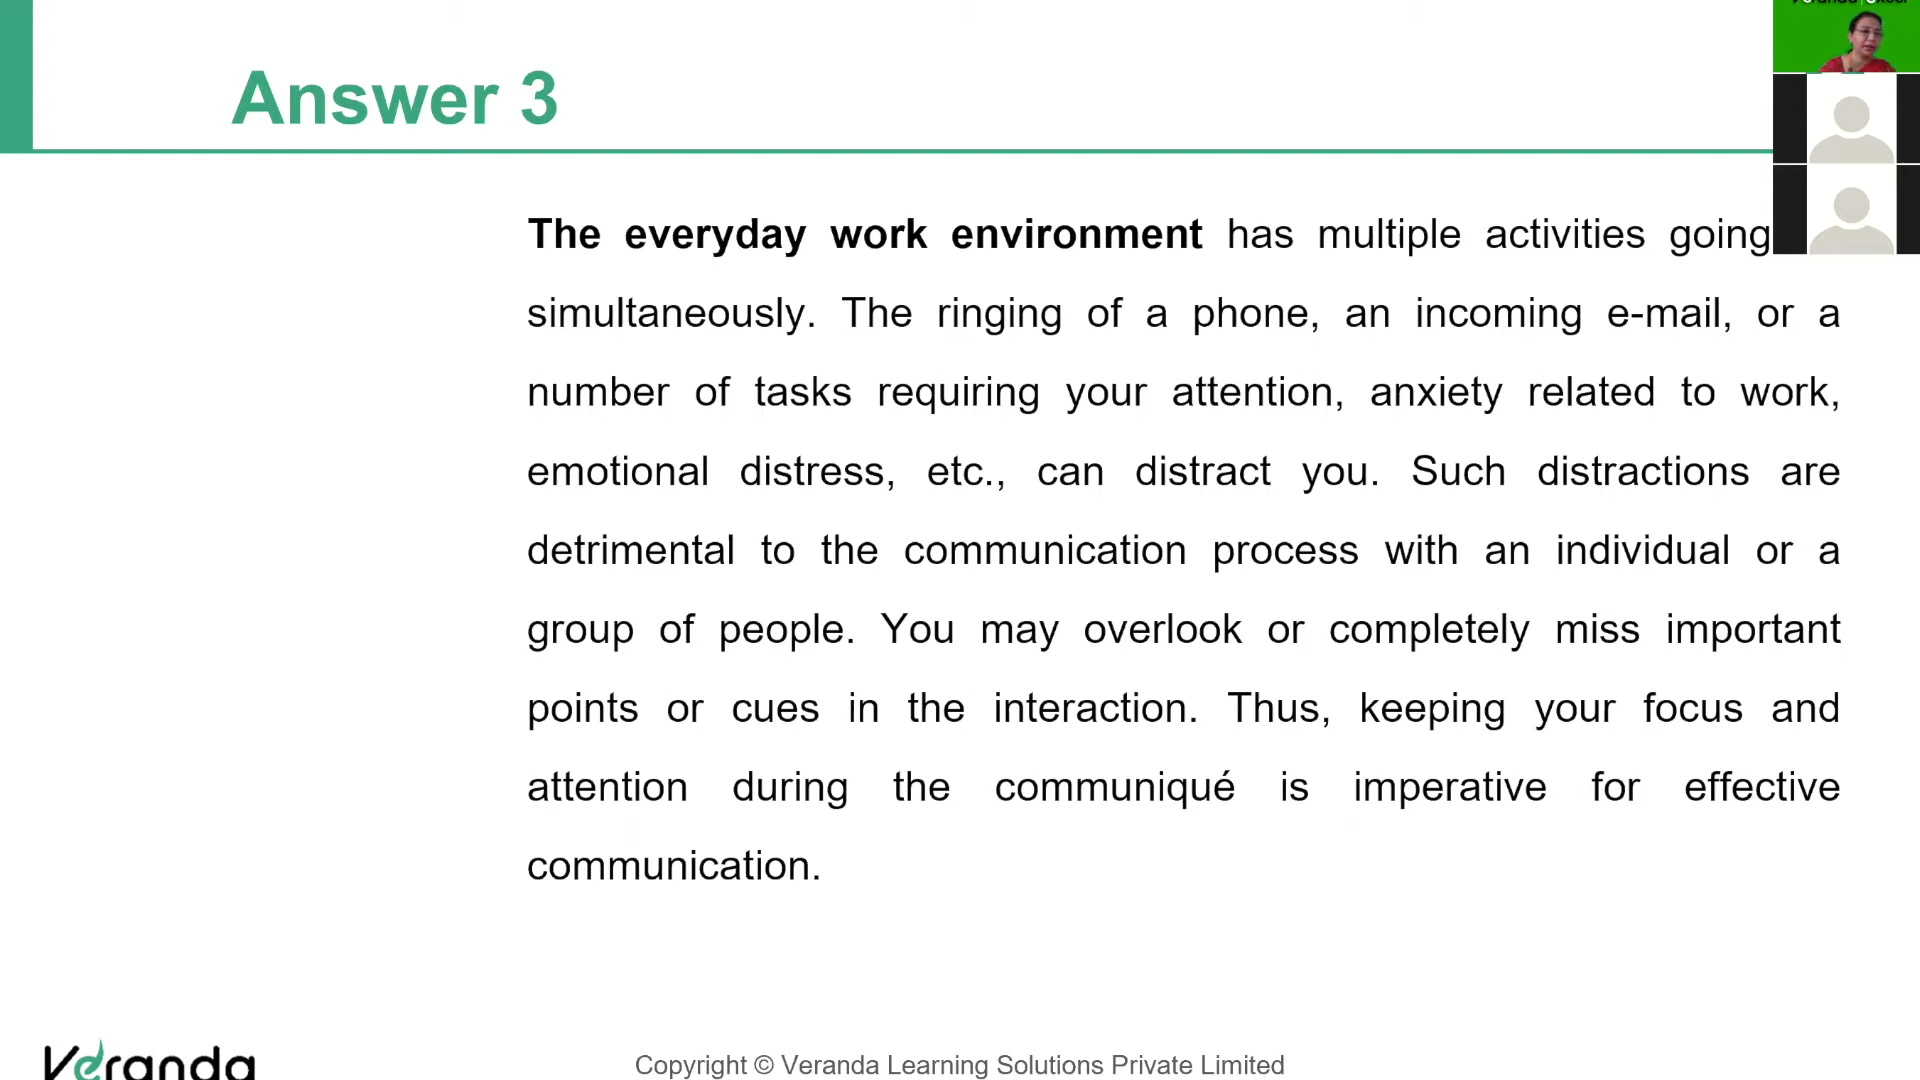 Answer 3
The everyday work environment has multiple activities going
simultaneously. The ringing of a phone, an incoming e-mail, or a
number of tasks requiring your attention, anxiety related to work,
emotional distress, etc., can distract you. Such distractions are
detrimental to the communication process with an individual or a
group of people. You may overlook or completely miss important
points or cues in the interaction. Thus, keeping your focus and
attention during the communiqué is imperative for effective
communication.
Veranda
Copyright © Veranda Learning Solutions Private Limited